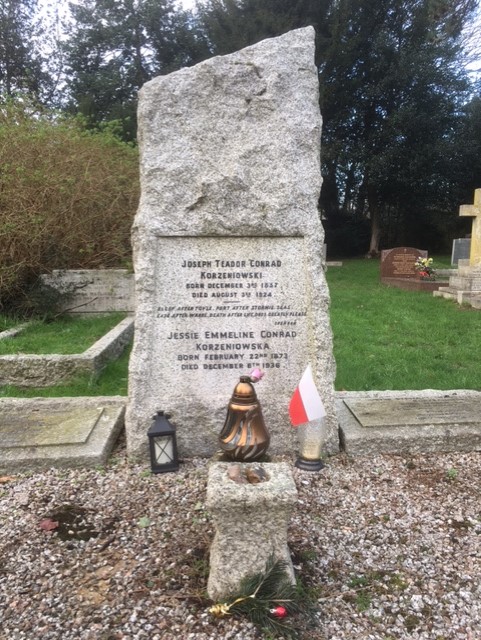 Joseph Teador Conrad
Korzeniowski
Born December 3rd 1857
Died August 3rd 1924
Sleep after toyle, port after stormie seas,
Ease after warre, death after life, does greatly please
Spenser
Jessie Emmeline Conrad
Korzeniowska
Born February 22nd 1873
Died December 6th 1936